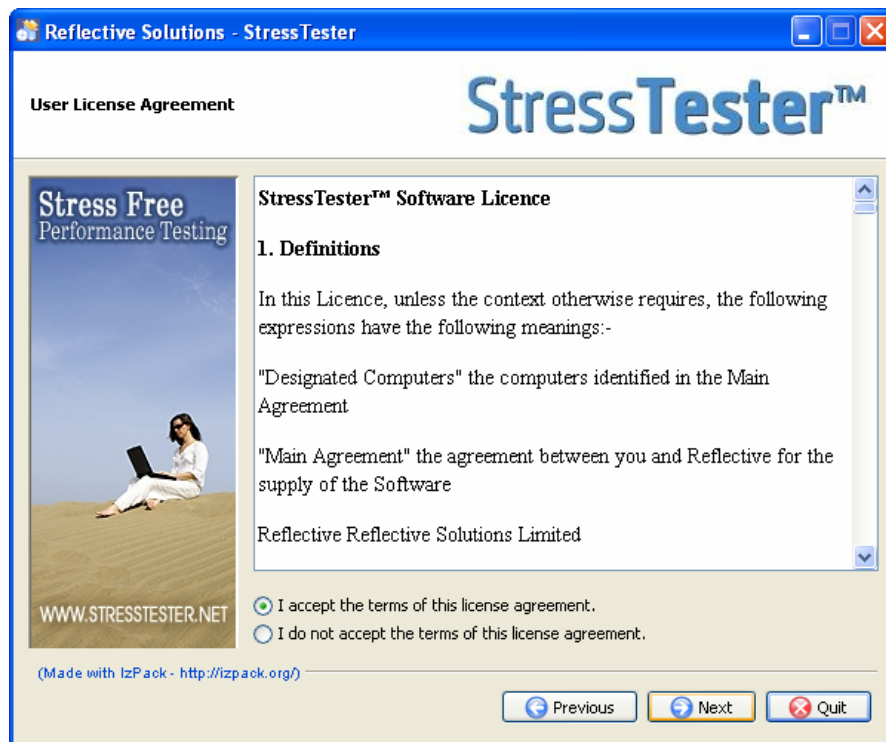 Reflective Solutions - StressTester
User License Agreement
StressTester™
Stress Free
Performance Testing
WWW.STRESSTESTER.NET
StressTester™ Software Licence
1. Definitions
In this Licence, unless the context otherwise requires, the following
expressions have the following meanings:-
"Designated Computers" the computers identified in the Main
Agreement
"Main Agreement" the agreement between you and Reflective for the
supply of the Software
Reflective Reflective Solutions Limited
I accept the terms of this license agreement.
I do not accept the terms of this license agreement.
(Made with IzPack - http://izpack.org/)
Previous
Next
Quit